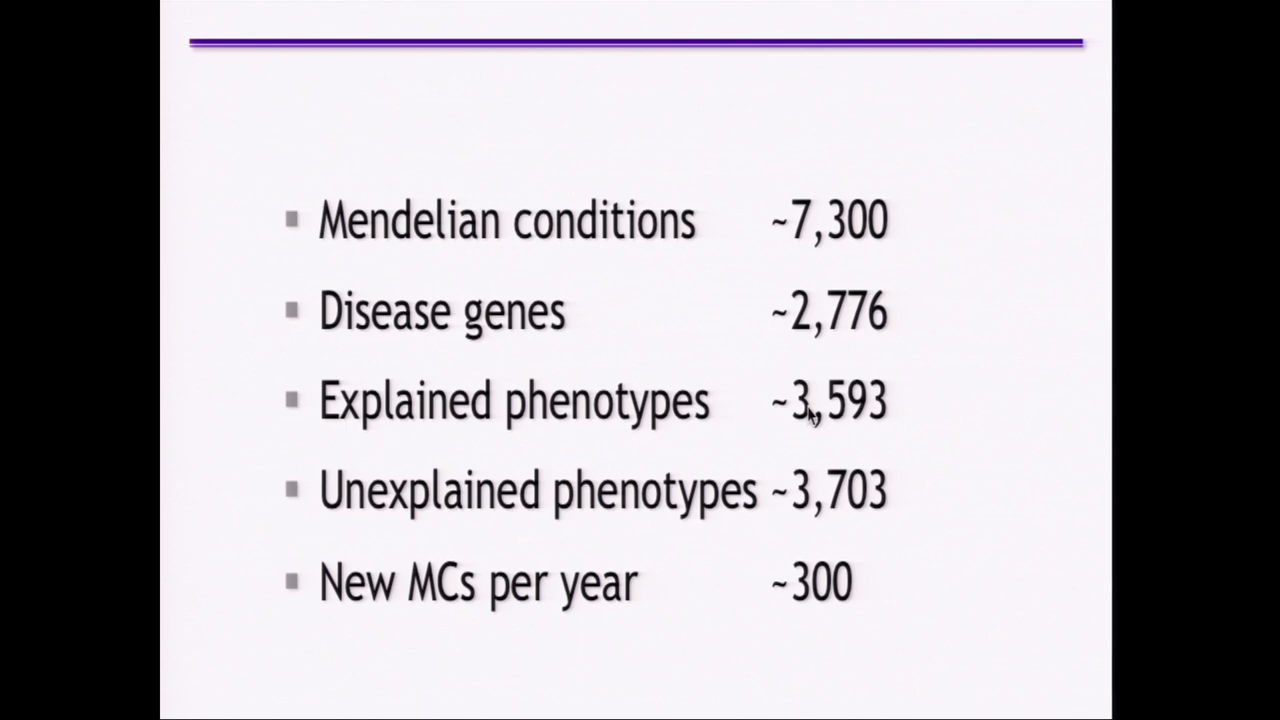 ▪ Mendelian conditions ~7,300
▪ Disease genes ~2,776
▪ Explained phenotypes ~3,593
▪ Unexplained phenotypes ~3,703
▪ New MCs per year ~300